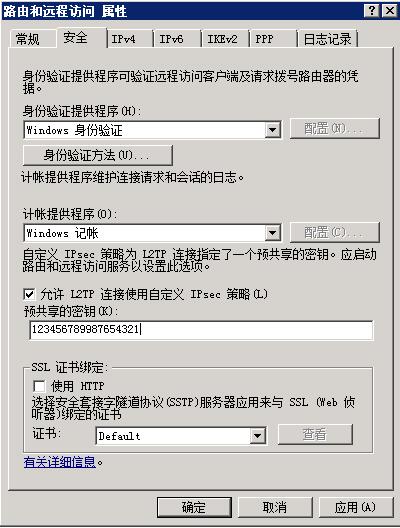 路由和远程访问 属性
常规
安全
IPv4
IPv6
IKEv2
PPP
日志记录
身份验证提供程序可验证远程访问客户端及请求拨号路由器的凭
据。
身份验证提供程序(H):
Windows 身份验证
配置(N)...
身份验证方法(U)...
计帐提供程序维护连接请求和会话的日志。
计帐提供程序(O):
Windows 记帐
配置(C)...
自定义 IPsec 策略为 L2TP 连接指定了一个预共享的密钥。应启动
路由和远程访问服务以设置此选项。
允许 L2TP 连接使用自定义 IPsec 策略(L)
预共享的密钥(K):
123456789987654321
SSL 证书绑定:
使用 HTTP
选择安全套接字隧道协议(SSTP)服务器应用来与 SSL (Web 侦
听器)绑定的证书
证书:
Default
查看
有关详细信息。
确定
取消
应用(A)